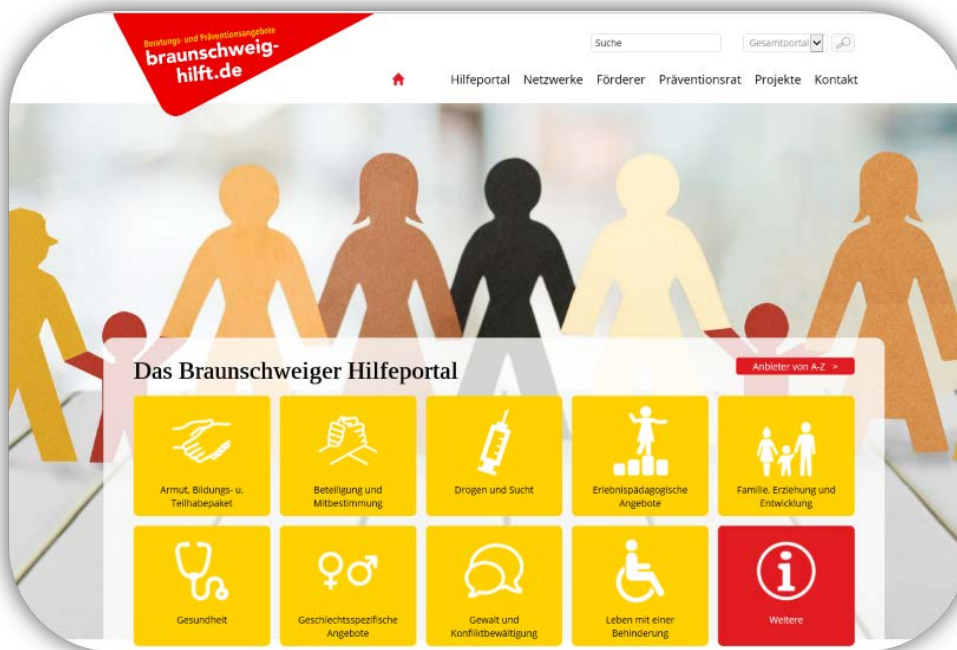 Beratungs- und Präventionsangebote
braunschweig-
hilft.de
Suche
Gesamtportal
Hilfeportal Netzwerke Förderer Präventionsrat Projekte Kontakt
Das Braunschweiger Hilfeportal
Anbieter von A-Z >
Armut, Bildungs- u.
Teilhabepaket
Beteiligung und
Mitbestimmung
Drogen und Sucht
Erlebnispädagogische
Angebote
Familie, Erziehung und
Entwicklung
Gesundheit
Geschlechtsspezifische
Angebote
Gewalt und
Konfliktbewältigung
Leben mit einer
Behinderung
Weitere